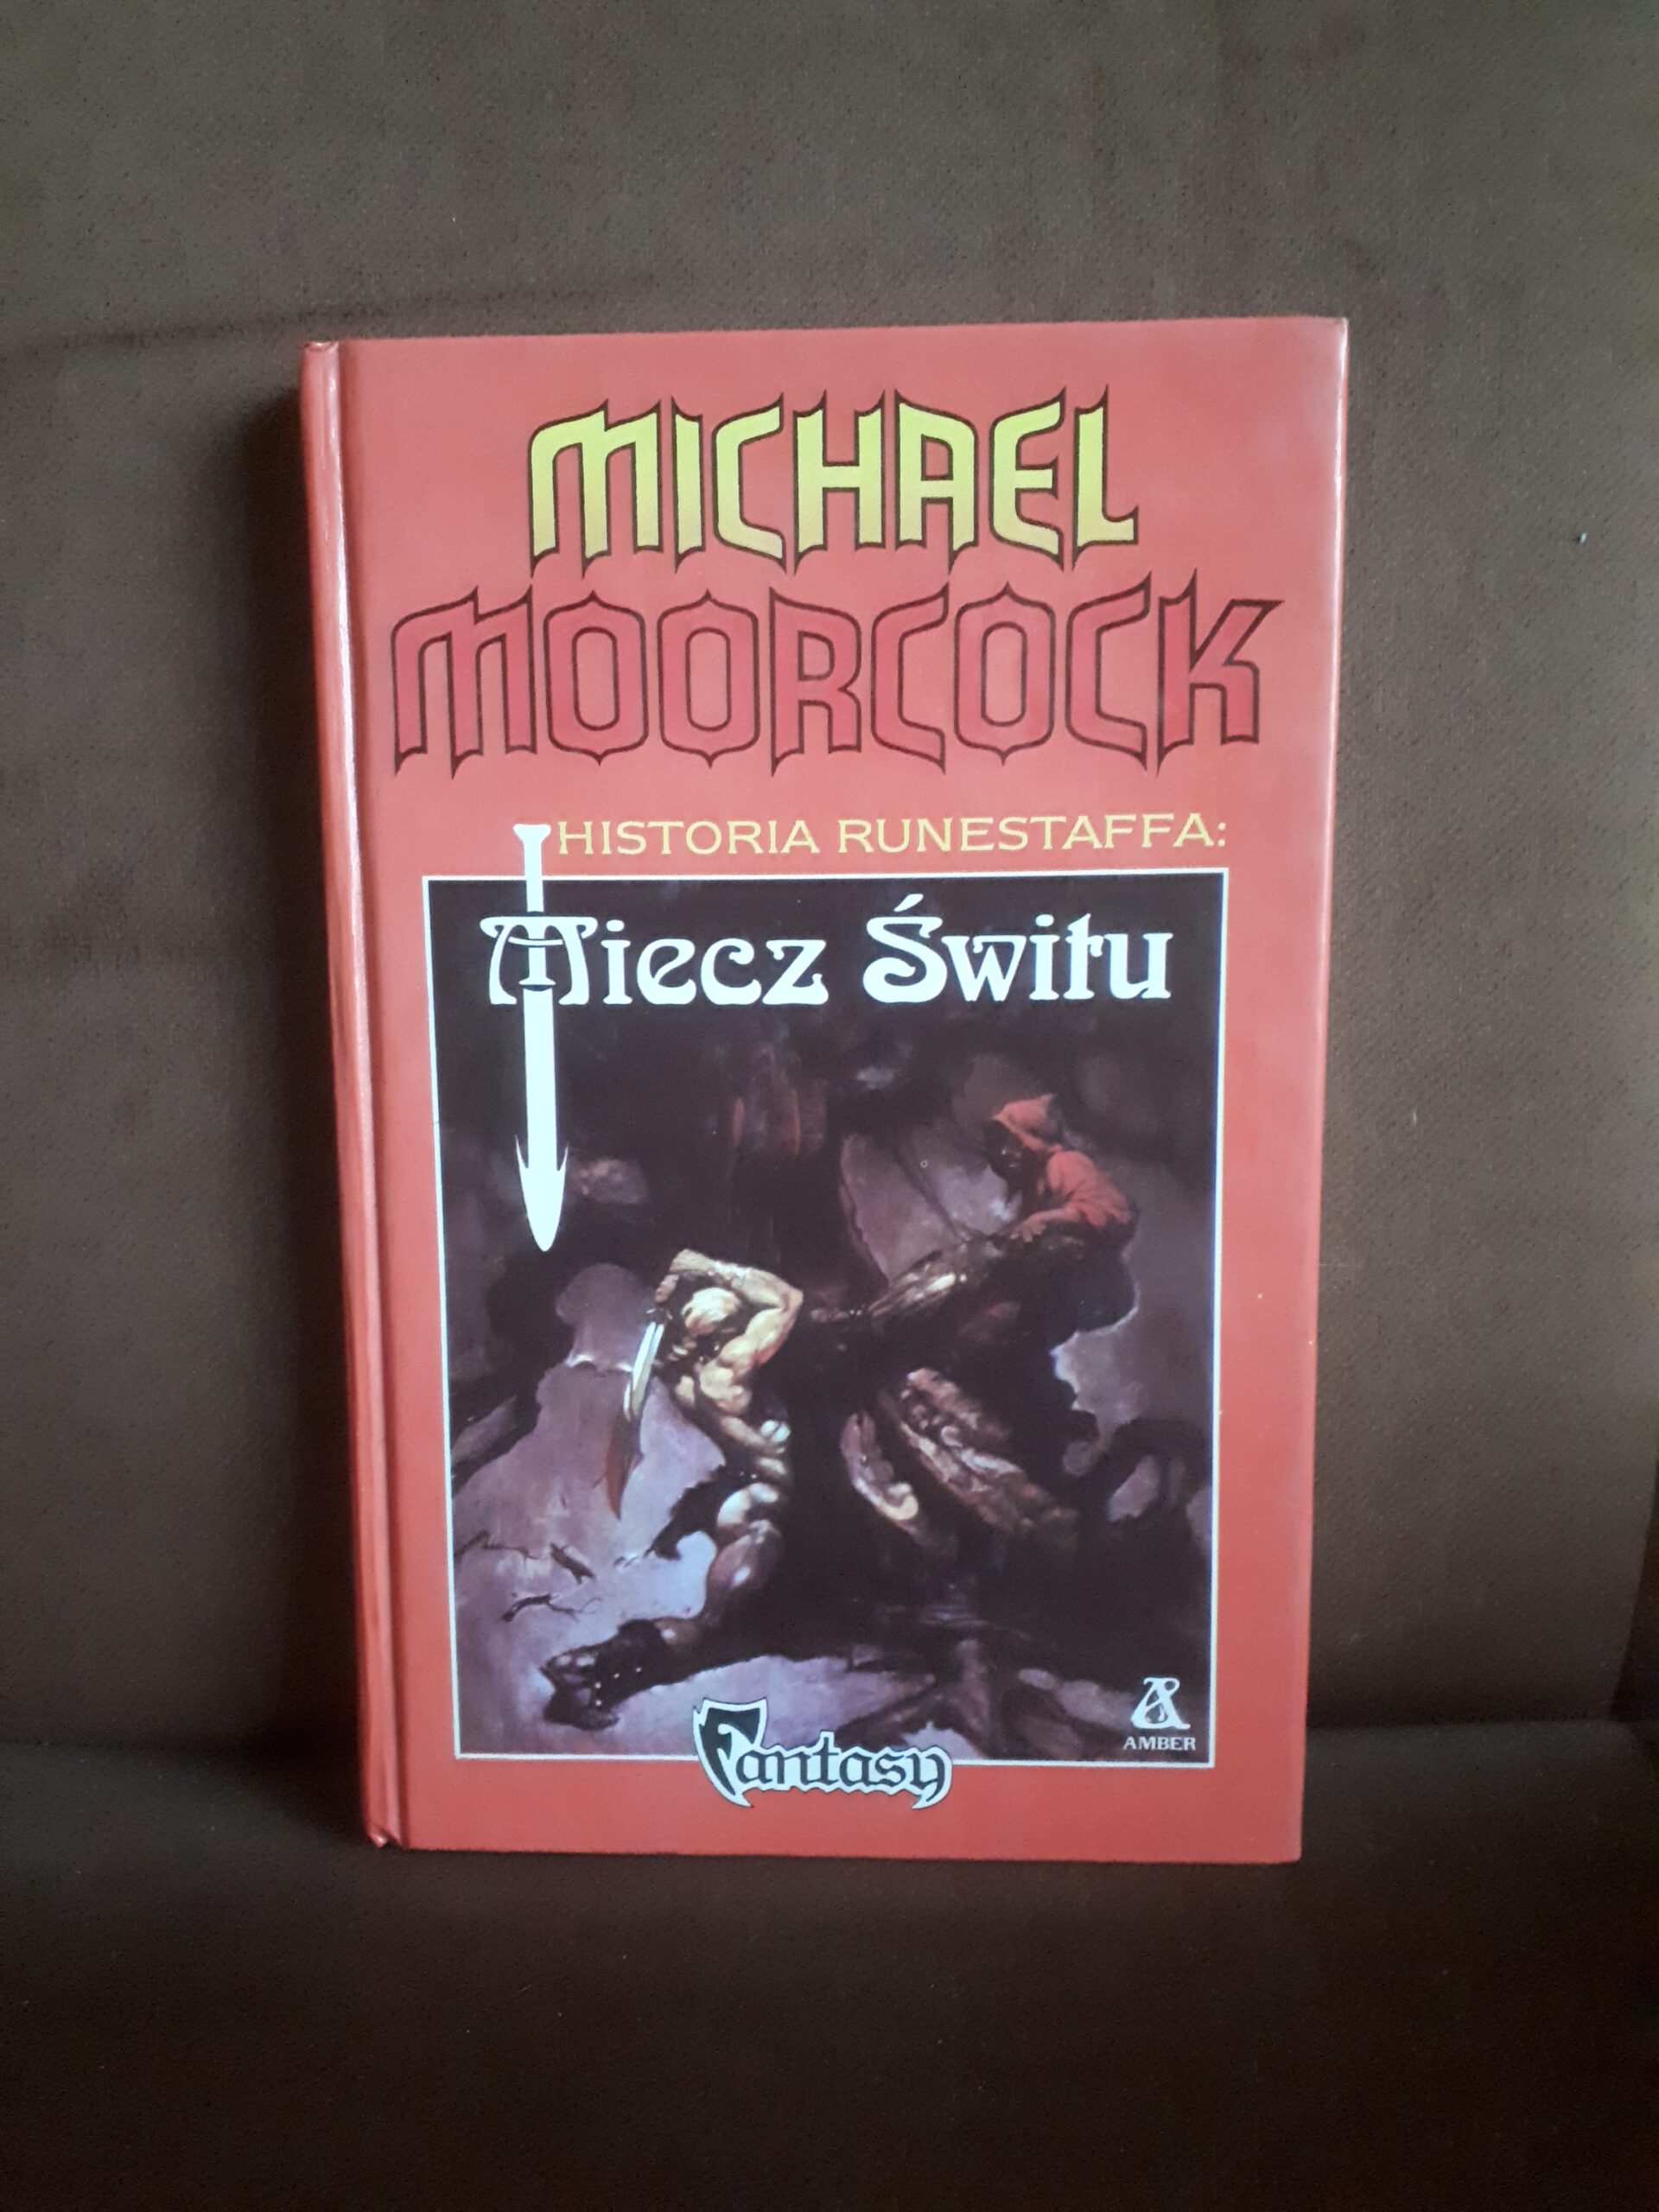 MICHAEL
MOORCOCK
HISTORIA RUNESTAFFA:
Miecz Świtu
Fantasy
AMBER